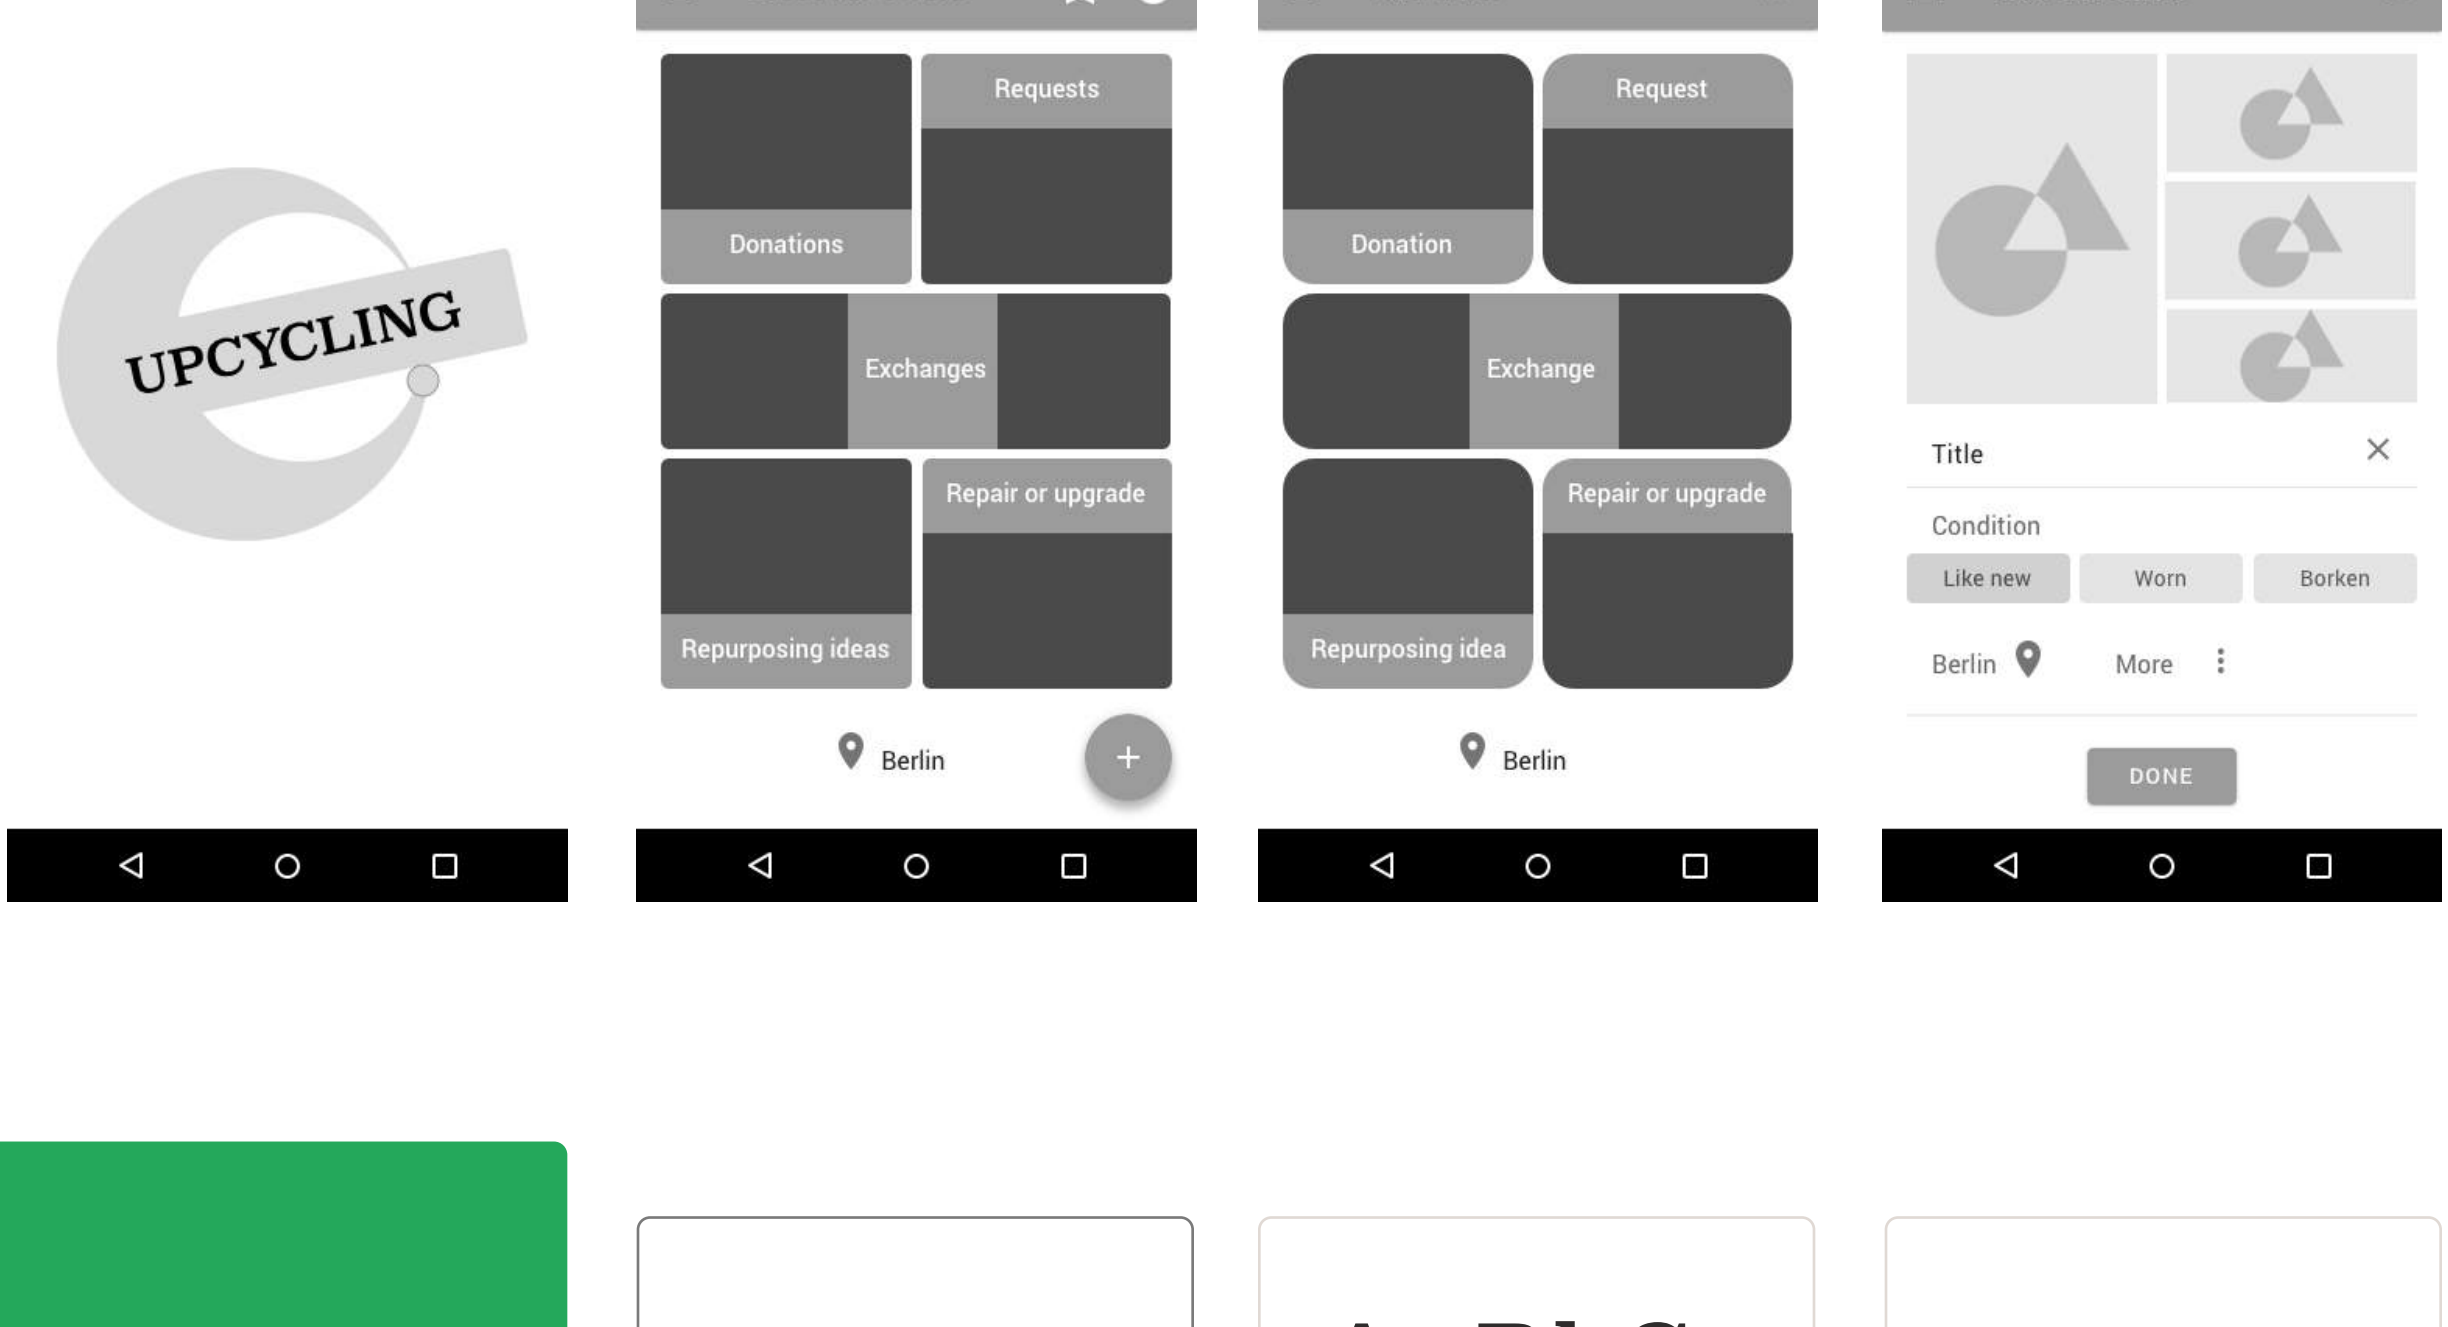 UPCYCLING
Requests
Donations
Exchanges
Repair or upgrade
Repurposing ideas
Berlin
+
Request
Donation
Exchange
Repair or upgrade
Repurposing idea
Berlin
Title
Condition
Like new
Worn
Borken
Berlin
More
DONE